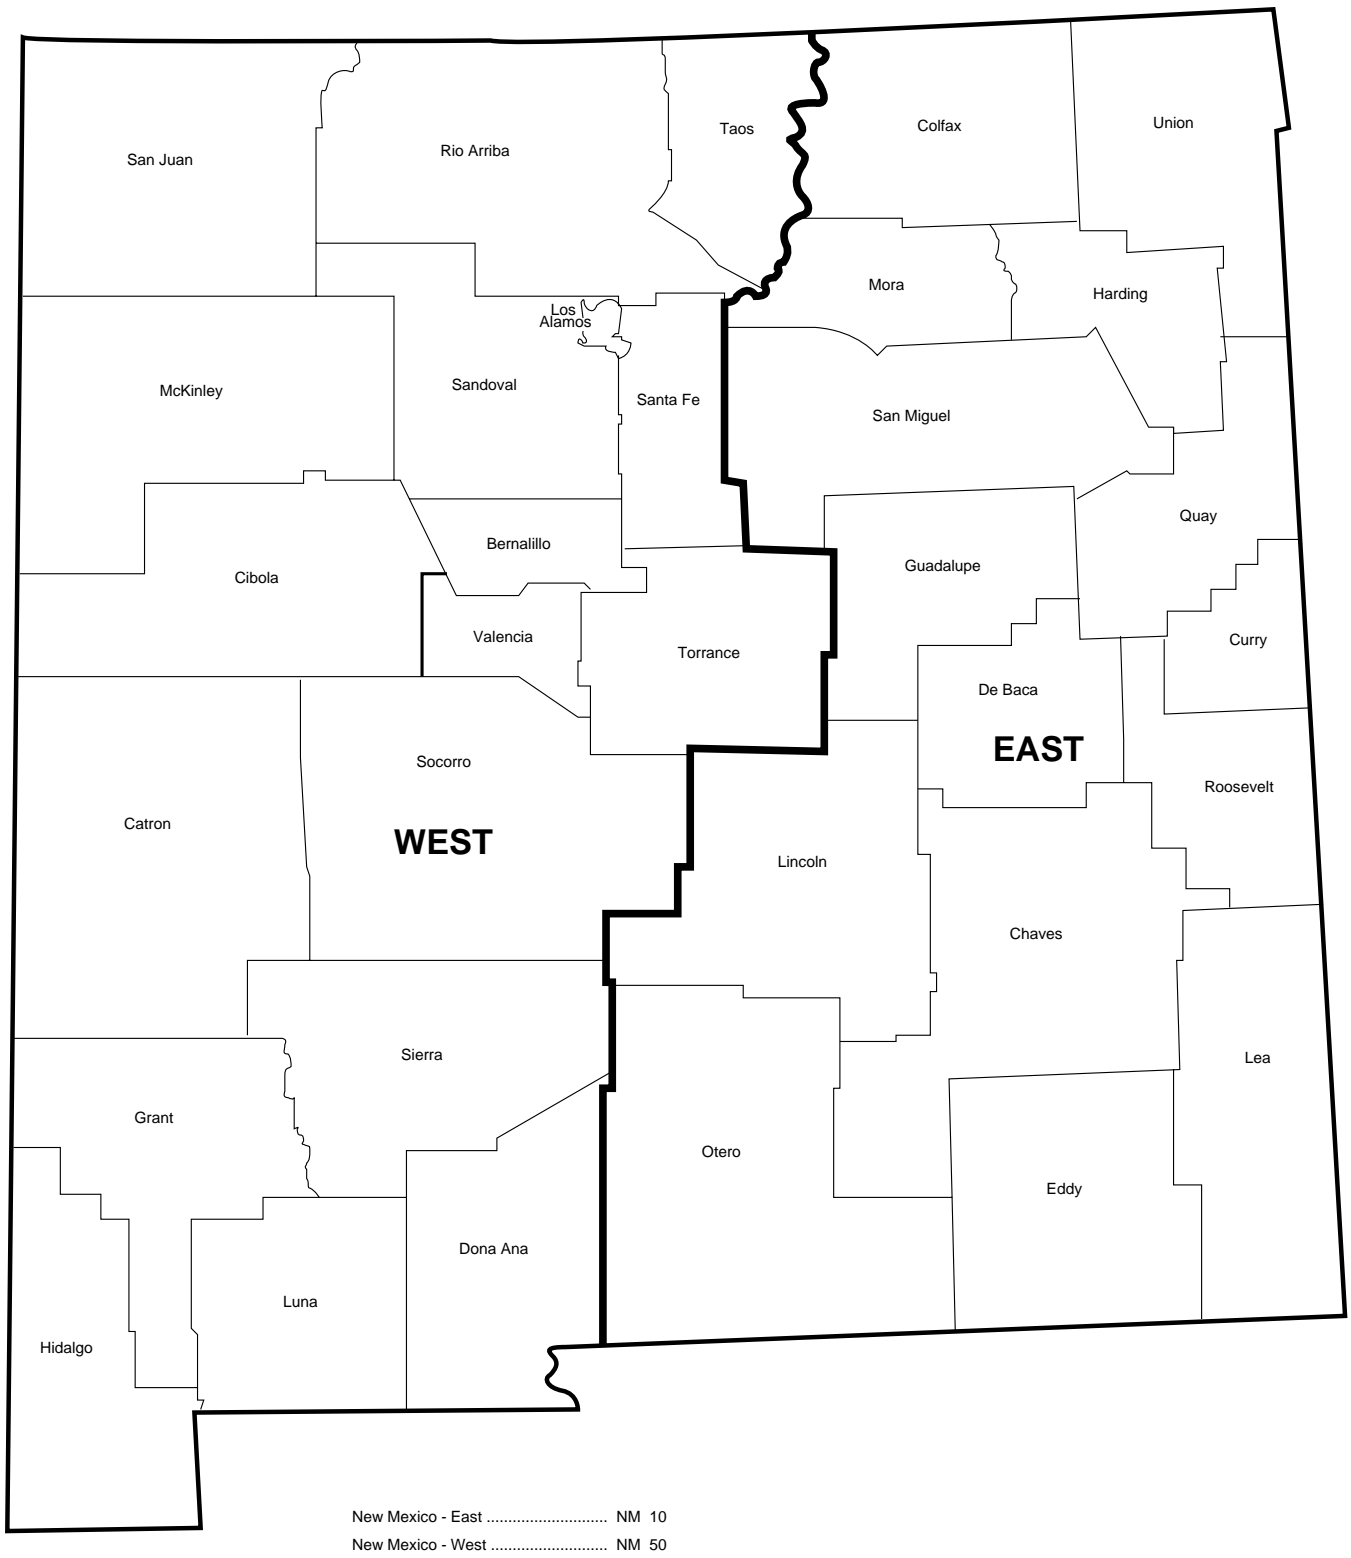 Union
Colfax
Taos
Rio Arriba
San Juan
Mora
Harding
Los
Alamos
Sandoval
McKinley
Santa Fe
San Miguel
Quay
Bernalillo
Guadalupe
Cibola
Valencia
Torrance
Curry
De Baca
EAST
Socorro
Roosevelt
Catron
WEST
Lincoln
Chaves
Sierra
Lea
Grant
Otero
Eddy
Dona Ana
Luna
Hidalgo
New Mexico - East ............................ NM 10
New Mexico - West ........................... NM 50